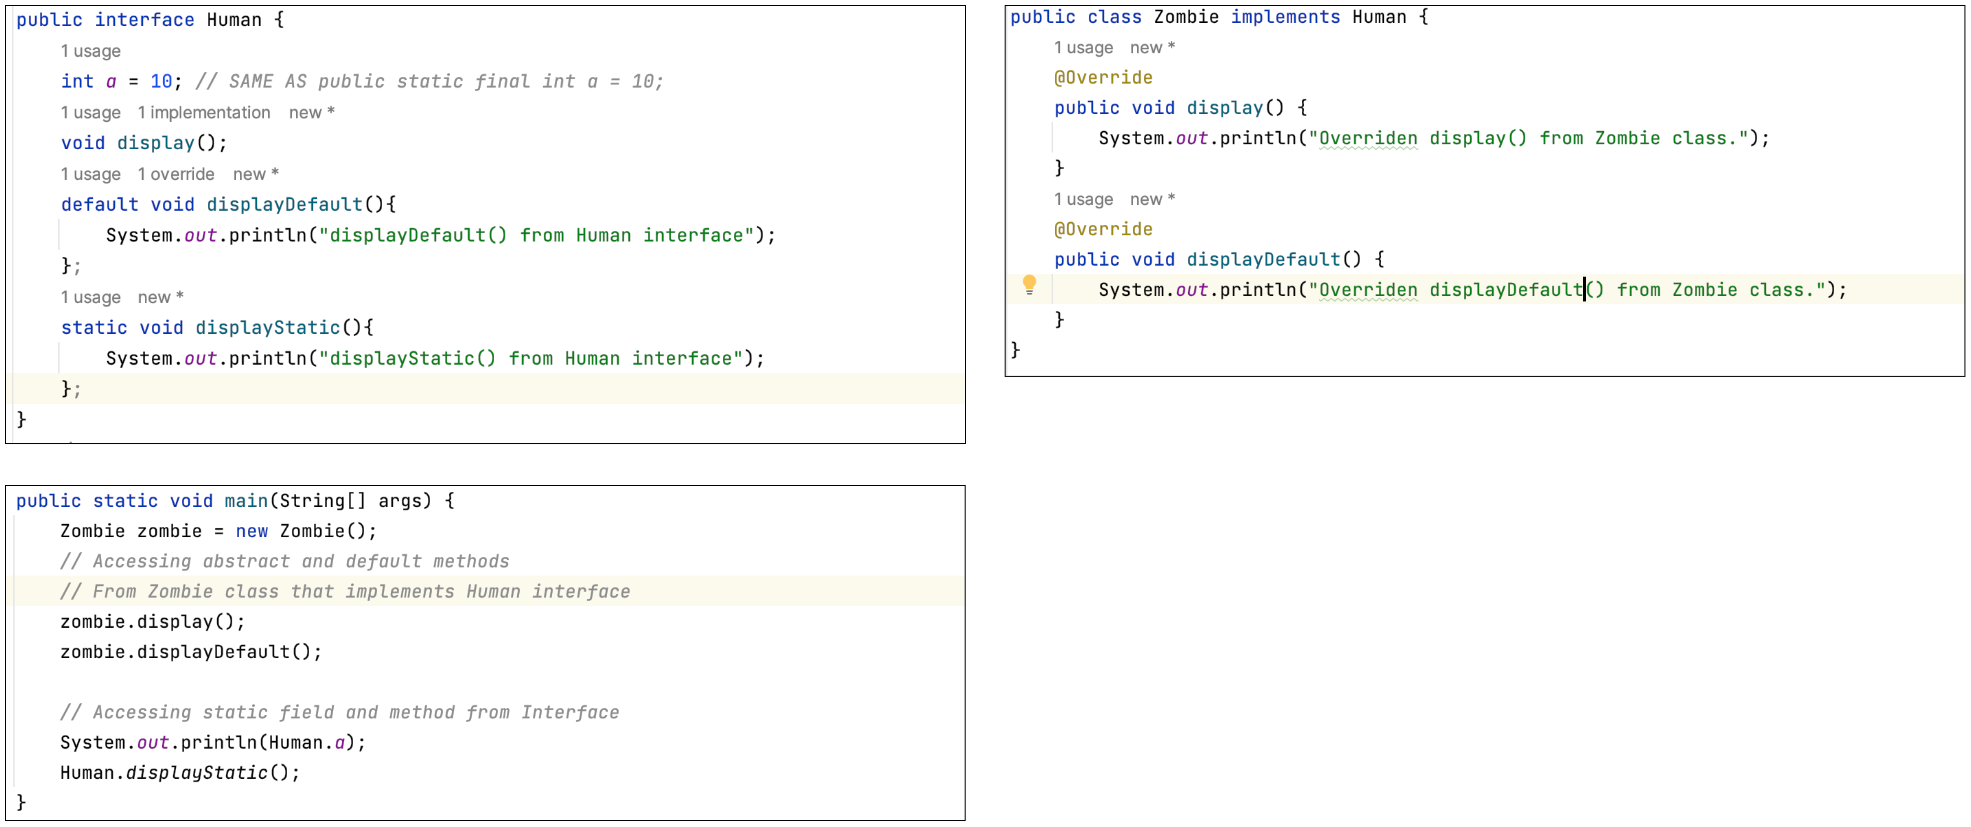 public interface Human {
1 usage
int a = 10; // SAME AS public static final int a = 10;
1 usage 1 implementation new *
void display();
1 usage 1 override new *
default void displayDefault(){
System.out.println("displayDefault() from Human interface");
};
1 usage new *
static void displayStatic(){
System.out.println("displayStatic() from Human interface");
};
}
public class Zombie implements Human {
1 usage new *
@Override
public void display() {
System.out.println("Overriden display() from Zombie class.");
}
1 usage new *
@Override
public void displayDefault() {
System.out.println("Overriden displayDefault() from Zombie class.");
}
}
public static void main(String[] args) {
Zombie zombie = new Zombie();
// Accessing abstract and default methods
// From Zombie class that implements Human interface
zombie.display();
zombie.displayDefault();
// Accessing static field and method from Interface
System.out.println(Human.a);
Human.displayStatic();
}